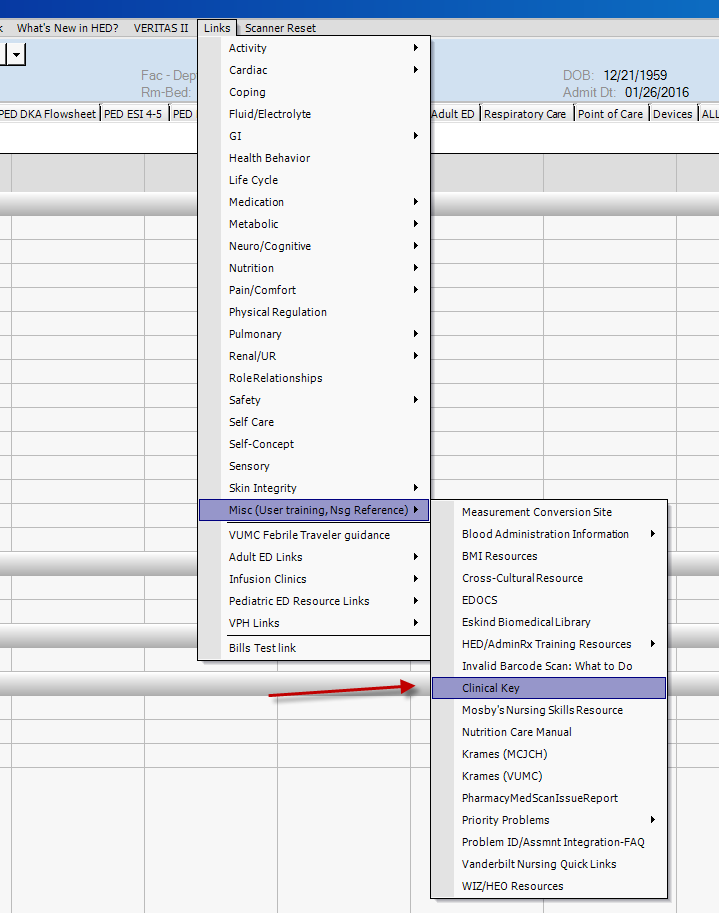 What's New in HED? VERITAS II Links Scanner Reset
Fac - Dep
DOB: 12/21/1959
Rm-Bed:
Admit Dt: 01/26/2016
PED DKA Flowsheet PED ESI 4-5 PED Adult ED Respiratory Care Point of Care Devices ALL
Activity
Cardiac
Coping
Fluid/Electrolyte
GI
Health Behavior
Life Cycle
Medication
Metabolic
Neuro/Cognitive
Nutrition
Pain/Comfort
Physical Regulation
Pulmonary
Renal/UR
RoleRelationships
Safety
Self Care
Self-Concept
Sensory
Skin Integrity
Misc (User training, Nsg Reference)
VUMC Febrile Traveler guidance
Adult ED Links
Infusion Clinics
Pediatric ED Resource Links
VPH Links
Bills Test link
Measurement Conversion Site
Blood Administration Information
BMI Resources
Cross-Cultural Resource
EDOCS
Eskind Biomedical Library
HED/AdminRx Training Resources
Invalid Barcode Scan: What to Do
Clinical Key
Mosby's Nursing Skills Resource
Nutrition Care Manual
Krames (MCJCH)
Krames (VUMC)
PharmacyMedScanIssueReport
Priority Problems
Problem ID/Assmnt Integration-FAQ
Vanderbilt Nursing Quick Links
WIZ/HEO Resources